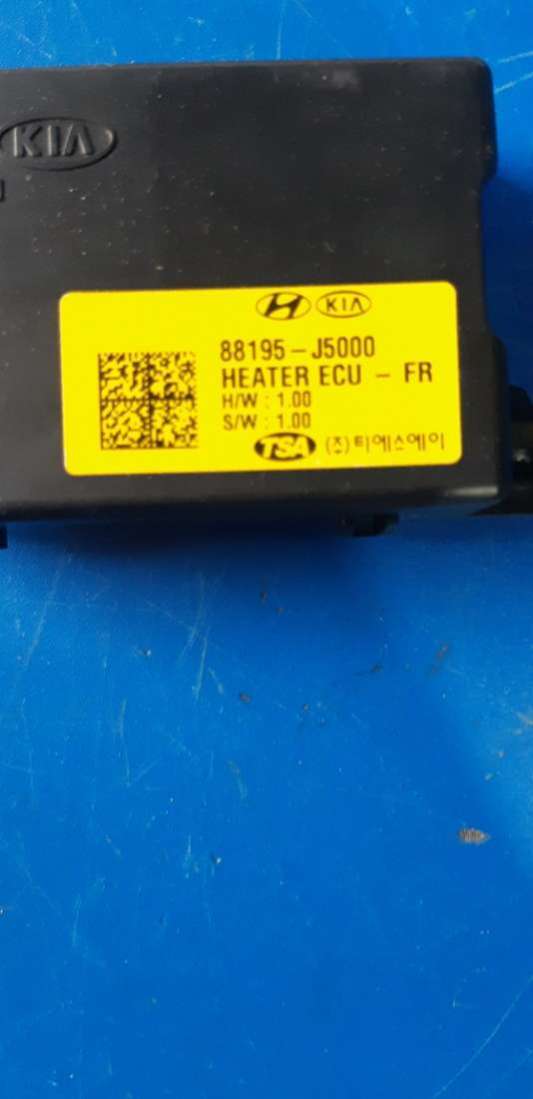 KIA
KIA
88195-J5000
HEATER ECU - FR
H/W : 1.00
S/W : 1.00
TSA (주)티에스에이